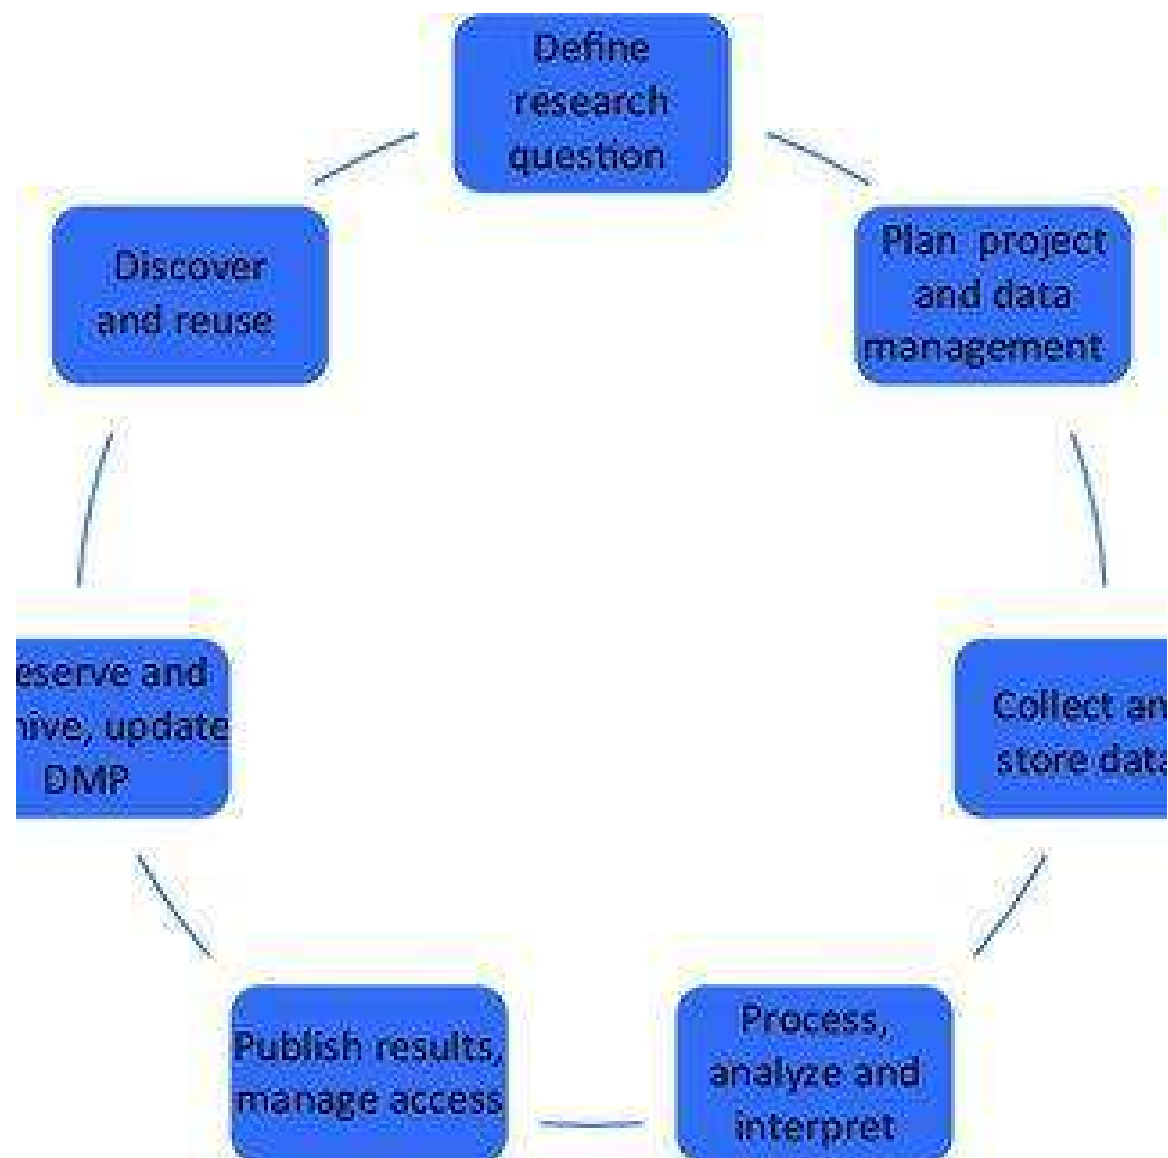 Define
research
question
Plan project
and data
management
Collect an
store data
Process,
analyze and
interpret
Publish results,
manage access
eserve and
hive, update
DMP
Discover
and reuse